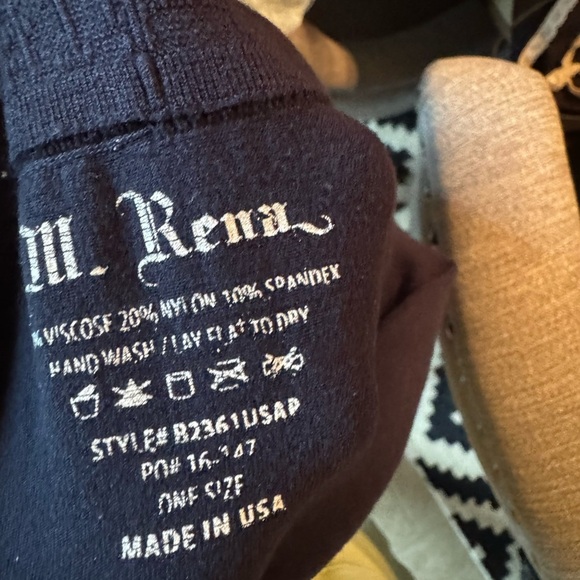 M. Rena
% VISCOSE 20% NYLON 10% SPANDEX
HAND WASH / LAY FLAT TO DRY
STYLE# B2361USAP
PO# 16-147
ONE SIZE
MADE IN USA